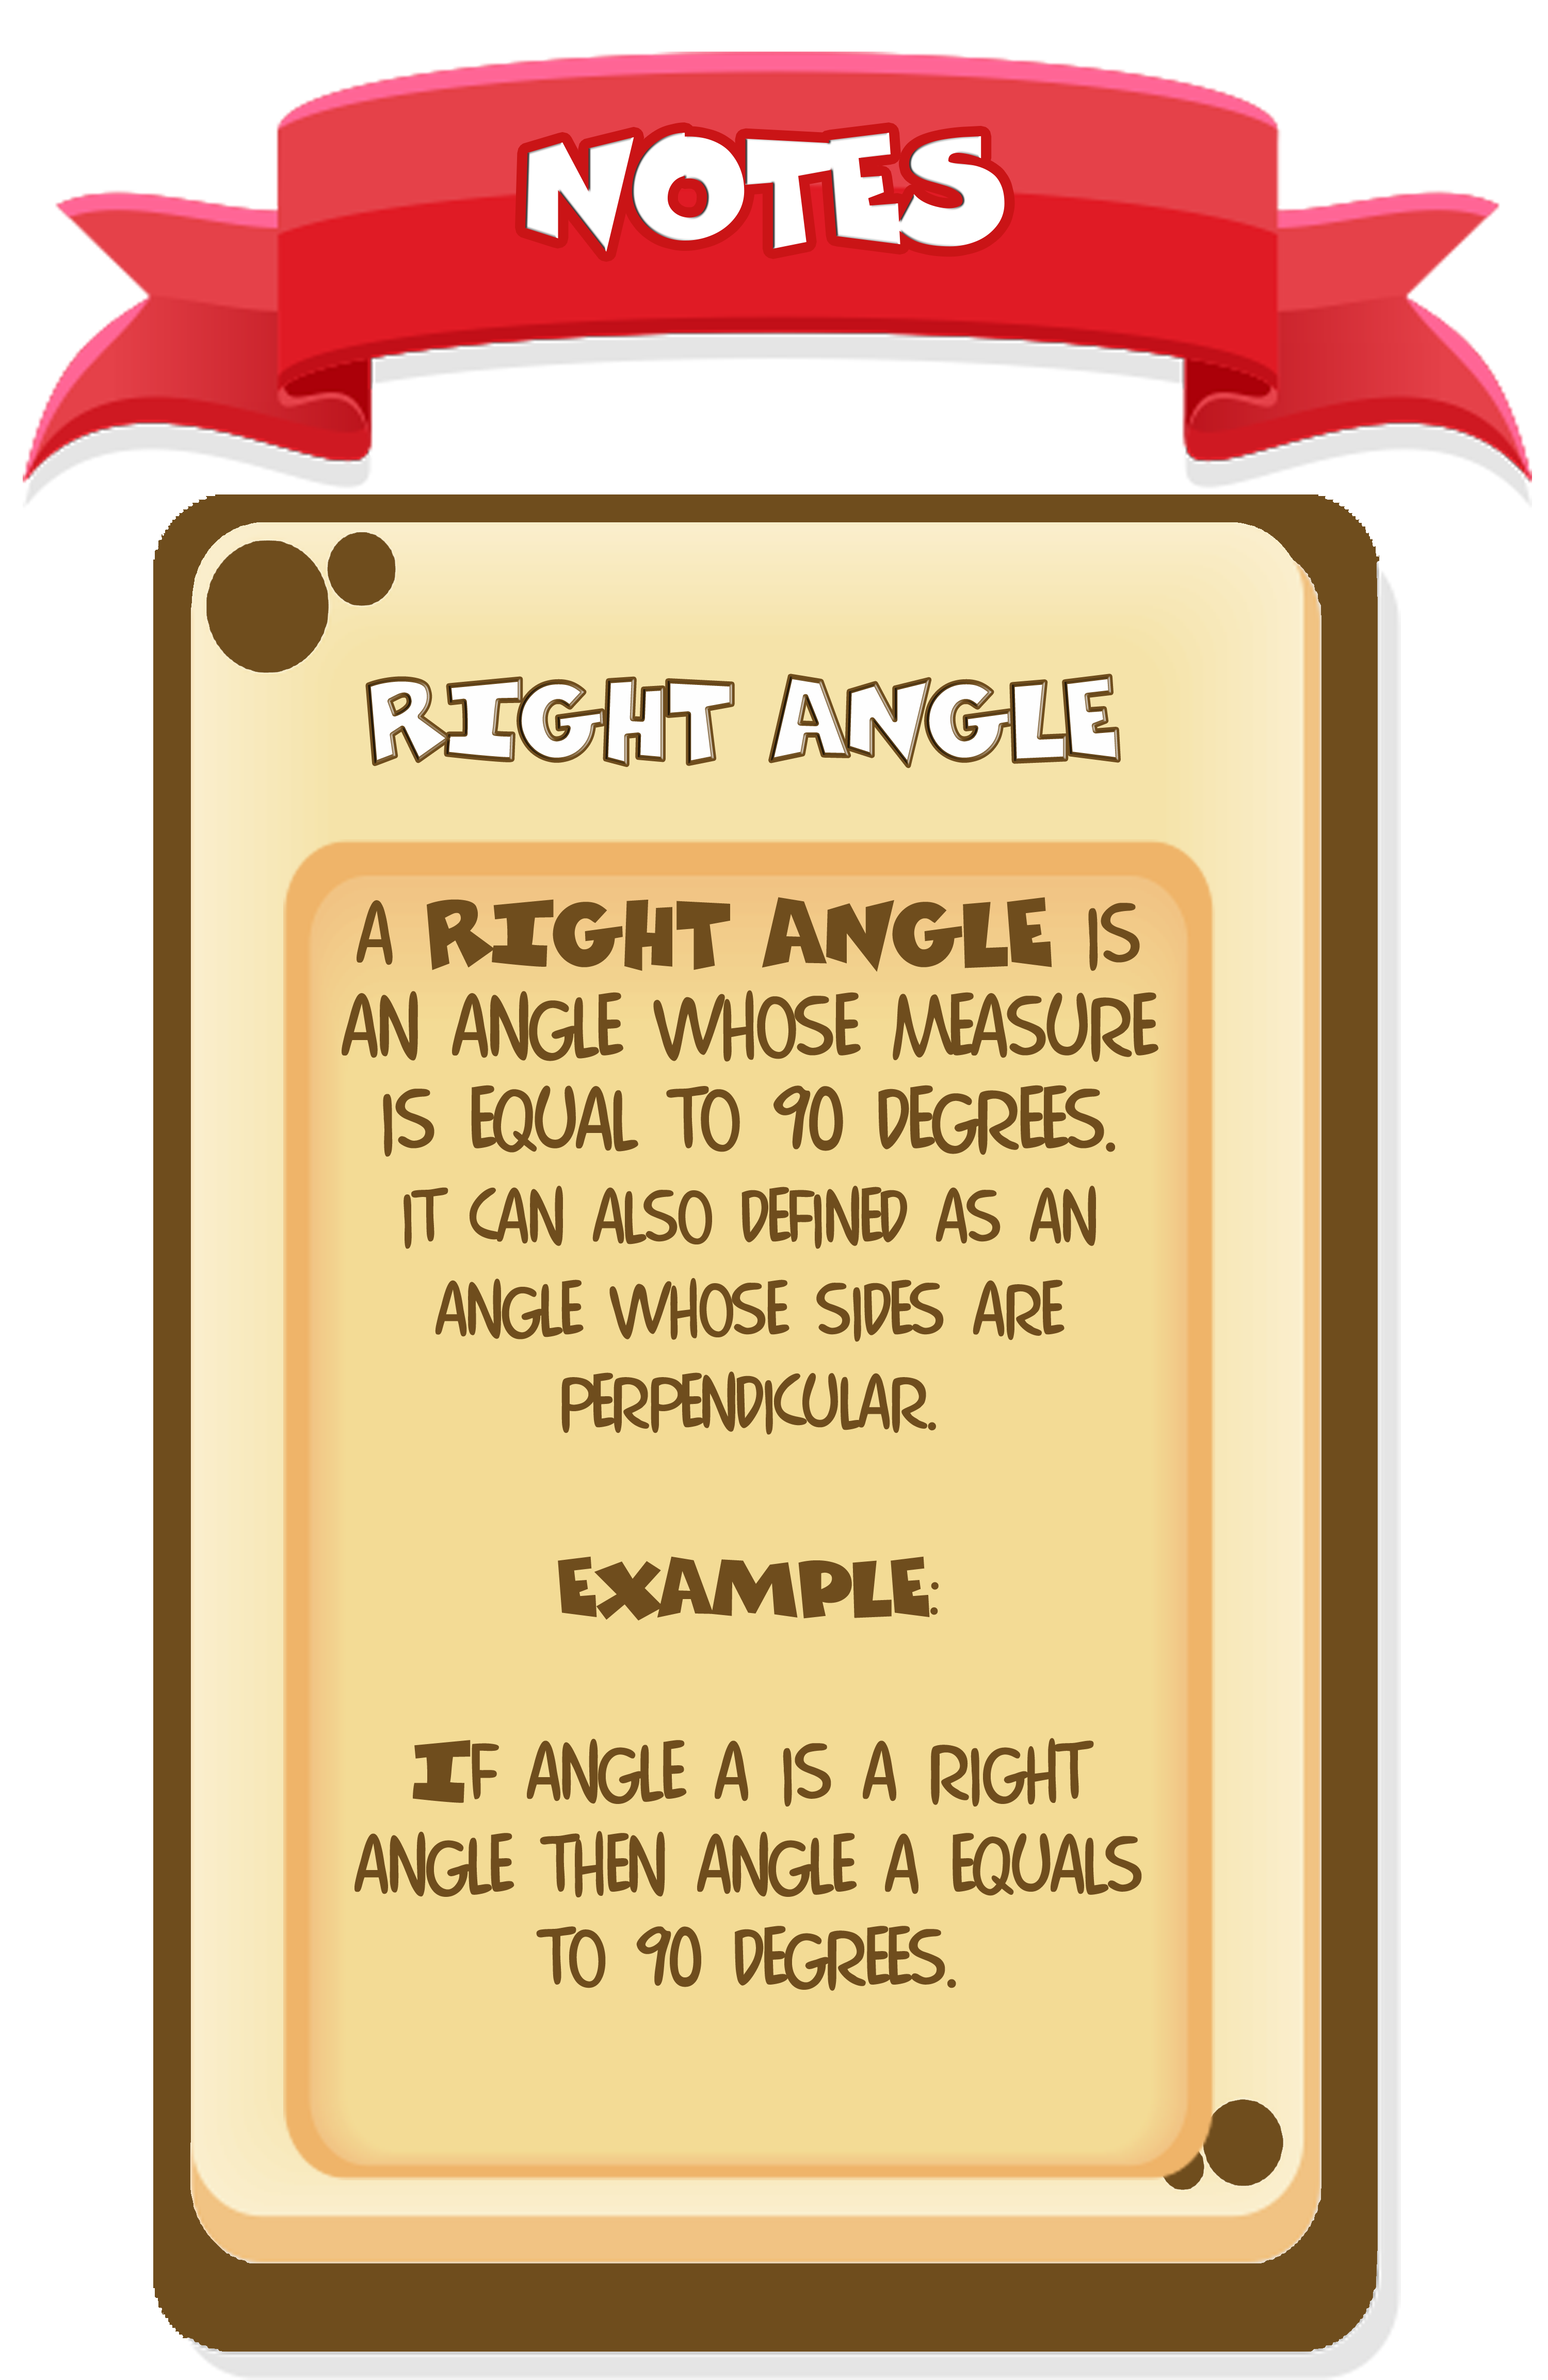 NOTES
RIGHT ANGLE
A RIGHT ANGLE IS
AN ANGLE WHOSE MEASURE
IS EQUAL TO 90 DEGREES.
IT CAN ALSO DEFINED AS AN
ANGLE WHOSE SIDES ARE
PERPENDICULAR.
EXAMPLE:
IF ANGLE A IS A RIGHT
ANGLE THEN ANGLE A EQUALS
TO 90 DEGREES.